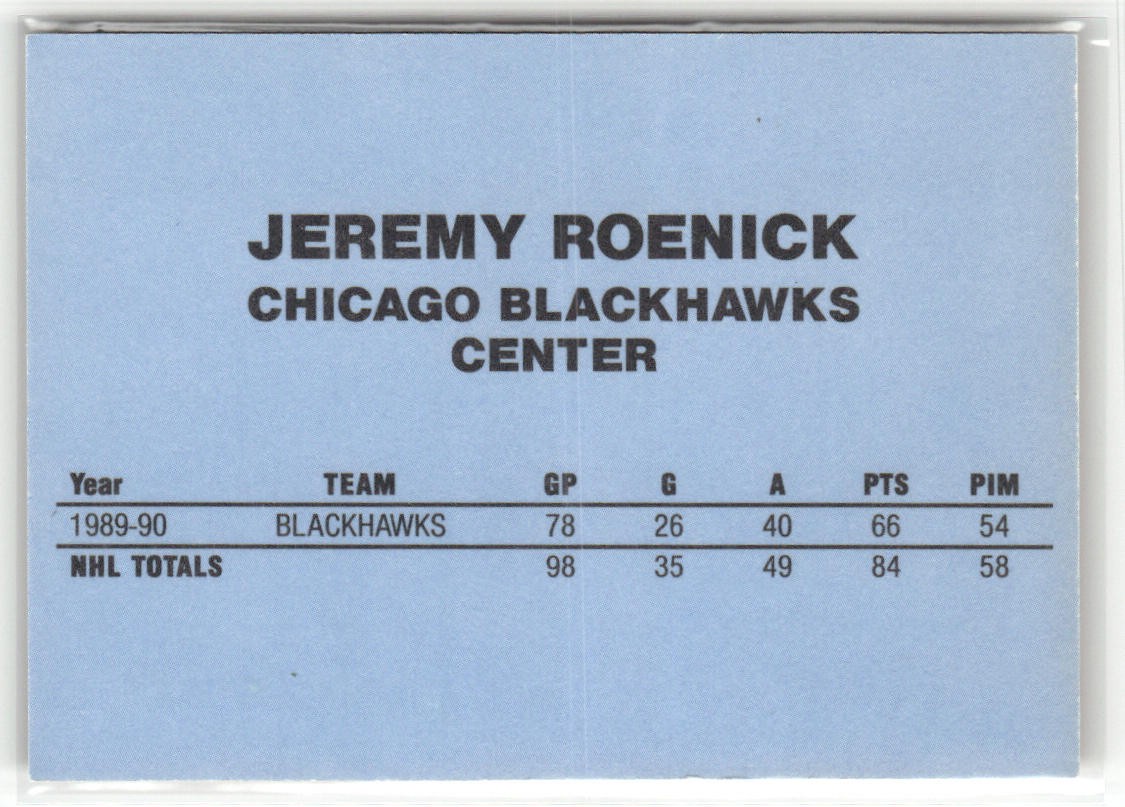 JEREMY ROENICK
CHICAGO BLACKHAWKS
CENTER
Year TEAM GP G A PTS PIM
1989-90 BLACKHAWKS 78 26 40 66 54
NHL TOTALS 98 35 49 84 58